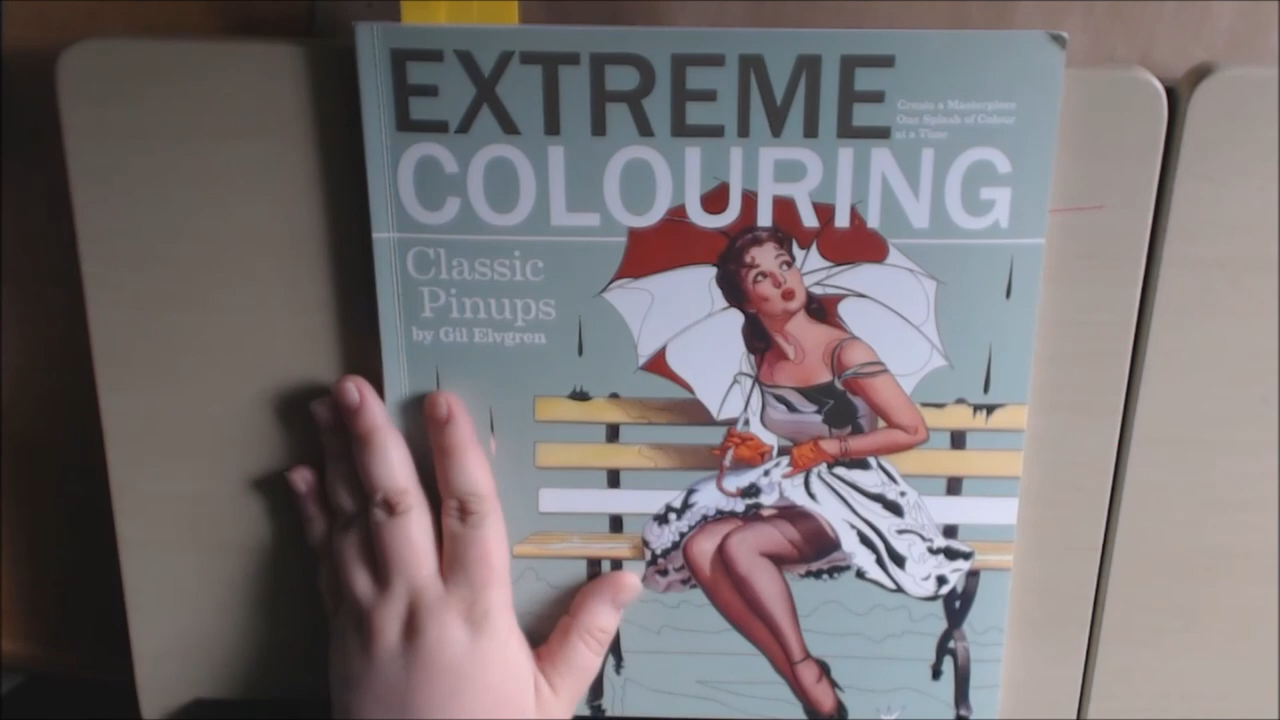 EXTREME
Create a Masterpiece
One Splash of Colour
at a Time
COLOURING
Classic
Pinups
by Gil Elvgren